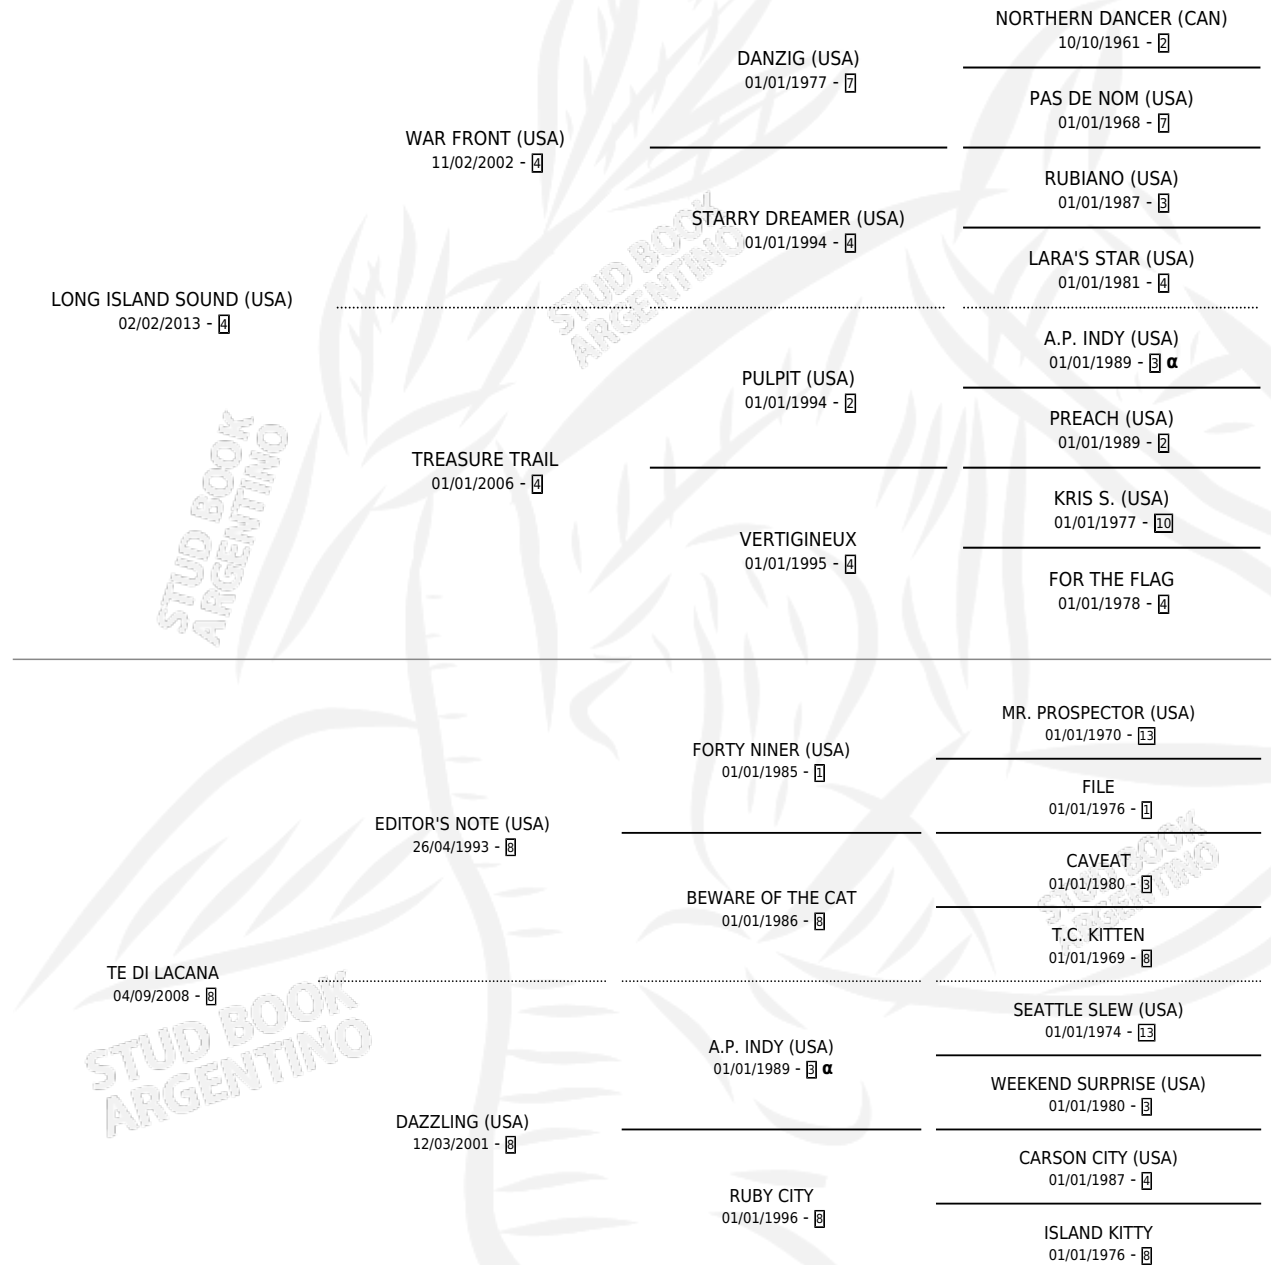 NORTHERN DANCER (CAN)
10/10/1961 - 2
DANZIG (USA)
01/01/1977 - 7
PAS DE NOM (USA)
01/01/1968 - 7
WAR FRONT (USA)
11/02/2002 - 4
RUBIANO (USA)
01/01/1987 - 3
STARRY DREAMER (USA)
01/01/1994 - 4
LARA'S STAR (USA)
01/01/1981 - 4
LONG ISLAND SOUND (USA)
02/02/2013 - 4
A.P. INDY (USA)
01/01/1989 - 3 α
PULPIT (USA)
01/01/1994 - 2
PREACH (USA)
01/01/1989 - 2
TREASURE TRAIL
01/01/2006 - 4
KRIS S. (USA)
01/01/1977 - 10
VERTIGINEUX
01/01/1995 - 4
FOR THE FLAG
01/01/1978 - 4
MR. PROSPECTOR (USA)
01/01/1970 - 13
FORTY NINER (USA)
01/01/1985 - 1
FILE
01/01/1976 - 1
EDITOR'S NOTE (USA)
26/04/1993 - 8
CAVEAT
01/01/1980 - 3
BEWARE OF THE CAT
01/01/1986 - 8
T.C. KITTEN
01/01/1969 - 8
TE DI LACANA
04/09/2008 - 8
SEATTLE SLEW (USA)
01/01/1974 - 13
A.P. INDY (USA)
01/01/1989 - 3 α
WEEKEND SURPRISE (USA)
01/01/1980 - 3
DAZZLING (USA)
12/03/2001 - 8
CARSON CITY (USA)
01/01/1987 - 4
RUBY CITY
01/01/1996 - 8
ISLAND KITTY
01/01/1976 - 8
STUD BOOK
ARGENTINO
STUD BOOK
ARGENTINO
STUD BOOK
ARGENTINO
STUD BOOK
ARGENTINO